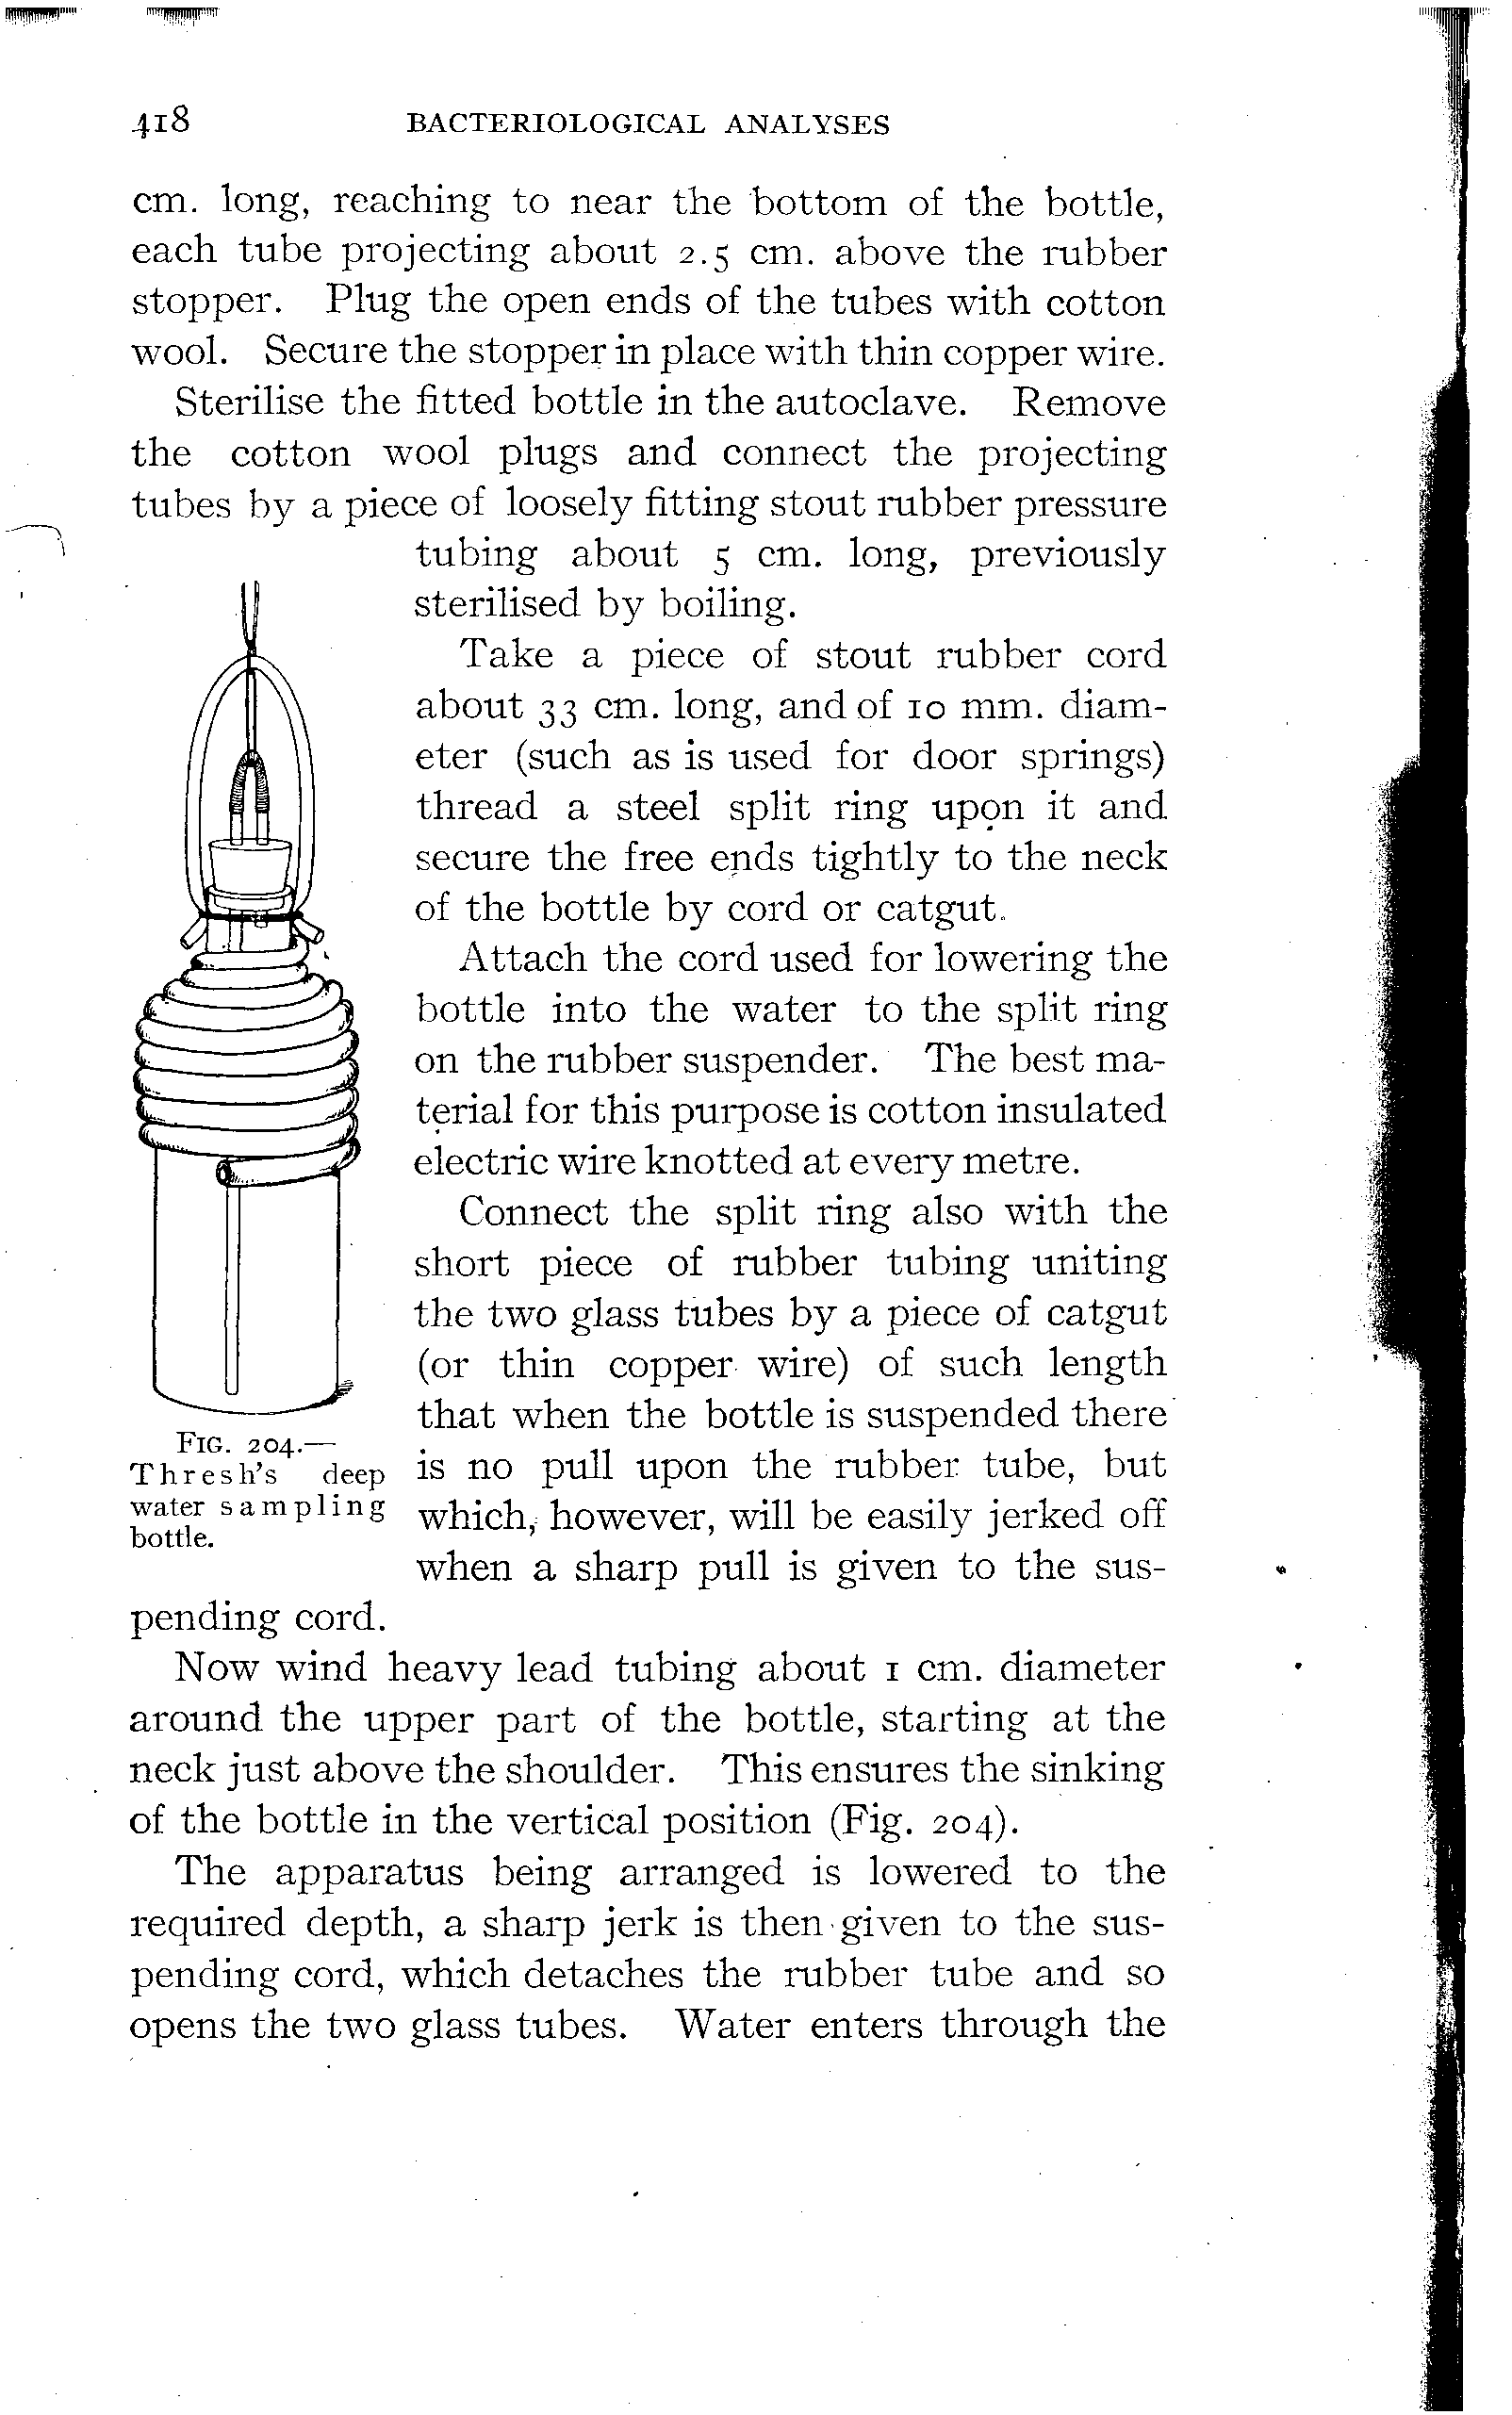 418 BACTERIOLOGICAL ANALYSES
cm. long, reaching to near the bottom of the bottle,
each tube projecting about 2.5 cm. above the rubber
stopper. Plug the open ends of the tubes with cotton
wool. Secure the stopper in place with thin copper wire.
Sterilise the fitted bottle in the autoclave. Remove
the cotton wool plugs and connect the projecting
tubes by a piece of loosely fitting stout rubber pressure
tubing about 5 cm. long, previously
sterilised by boiling.
Take a piece of stout rubber cord
about 33 cm. long, and of 10 mm. diam-
eter (such as is used for door springs)
thread a steel split ring upon it and
secure the free ends tightly to the neck
of the bottle by cord or catgut.
Attach the cord used for lowering the
bottle into the water to the split ring
on the rubber suspender. The best ma-
terial for this purpose is cotton insulated
electric wire knotted at every metre.
Connect the split ring also with the
short piece of rubber tubing uniting
the two glass tubes by a piece of catgut
(or thin copper wire) of such length
that when the bottle is suspended there
is no pull upon the rubber tube, but
which, however, will be easily jerked off
when a sharp pull is given to the sus-
pending cord.
FIG. 204.—
Thresh's deep
water sampling
bottle.
Now wind heavy lead tubing about 1 cm. diameter
around the upper part of the bottle, starting at the
neck just above the shoulder. This ensures the sinking
of the bottle in the vertical position (Fig. 204).
The apparatus being arranged is lowered to the
required depth, a sharp jerk is then given to the sus-
pending cord, which detaches the rubber tube and so
opens the two glass tubes. Water enters through the